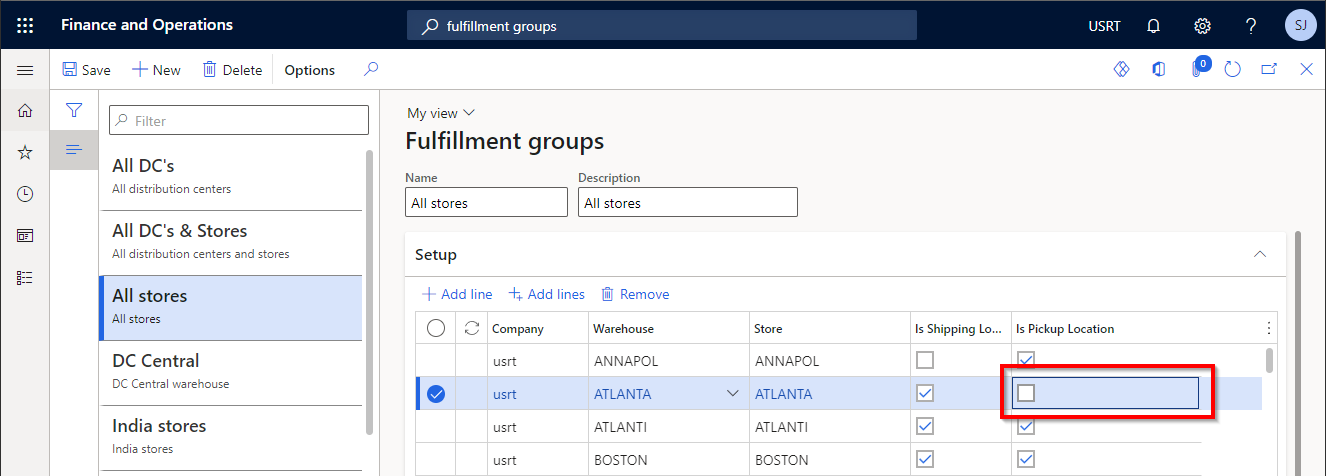 Finance and Operations
fulfillment groups
USRT
SJ
Save
New
Delete
Options
0
Filter
All DC's
All distribution centers
All DC's & Stores
All distribution centers and stores
All stores
All stores
DC Central
DC Central warehouse
India stores
India stores
My view
Fulfillment groups
Name
Description
All stores
All stores
Setup
Add line
Add lines
Remove
Company Warehouse Store Is Shipping Lo... Is Pickup Location
usrt ANNAPOL ANNAPOL
usrt ATLANTA ATLANTA
usrt ATLANTI ATLANTI
usrt BOSTON BOSTON